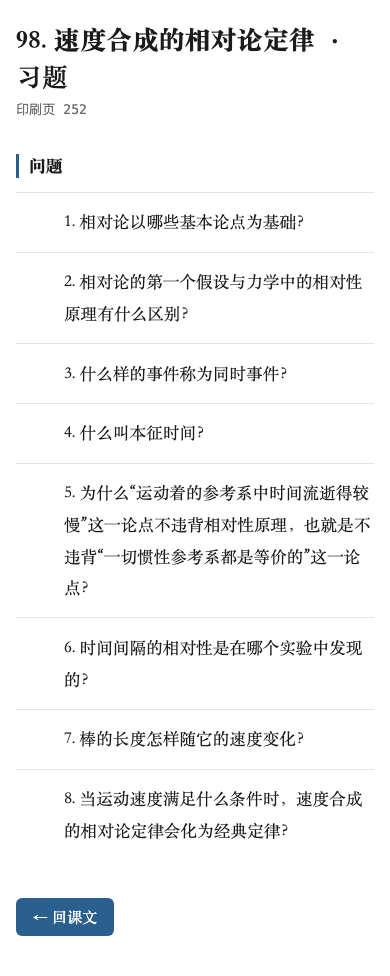 98. 速度合成的相对论定律 ·
习题
印刷页 252
问题
1. 相对论以哪些基本论点为基础?
2. 相对论的第一个假设与力学中的相对性
原理有什么区别?
3. 什么样的事件称为同时事件?
4. 什么叫本征时间?
5. 为什么“运动着的参考系中时间流逝得较
慢”这一论点不违背相对性原理，也就是不
违背“一切惯性参考系都是等价的”这一论
点?
6. 时间间隔的相对性是在哪个实验中发现
的?
7. 棒的长度怎样随它的速度变化?
8. 当运动速度满足什么条件时，速度合成
的相对论定律会化为经典定律?
← 回课文